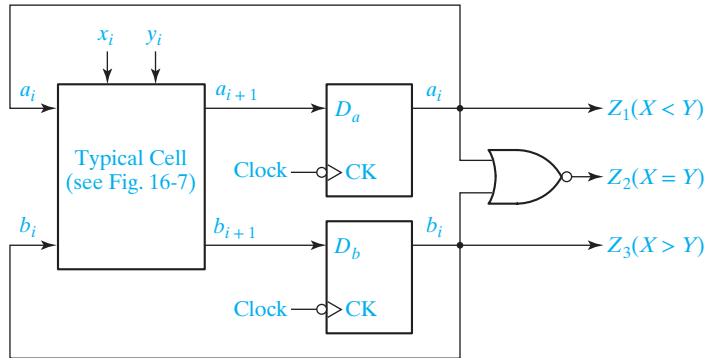 x_i y_i
a_i a_{i+1} D_a a_i Z_1(X < Y)
Typical Cell
(see Fig. 16-7)
Clock CK
Z_2(X = Y)
b_i b_{i+1} D_b b_i Z_3(X > Y)
Clock CK